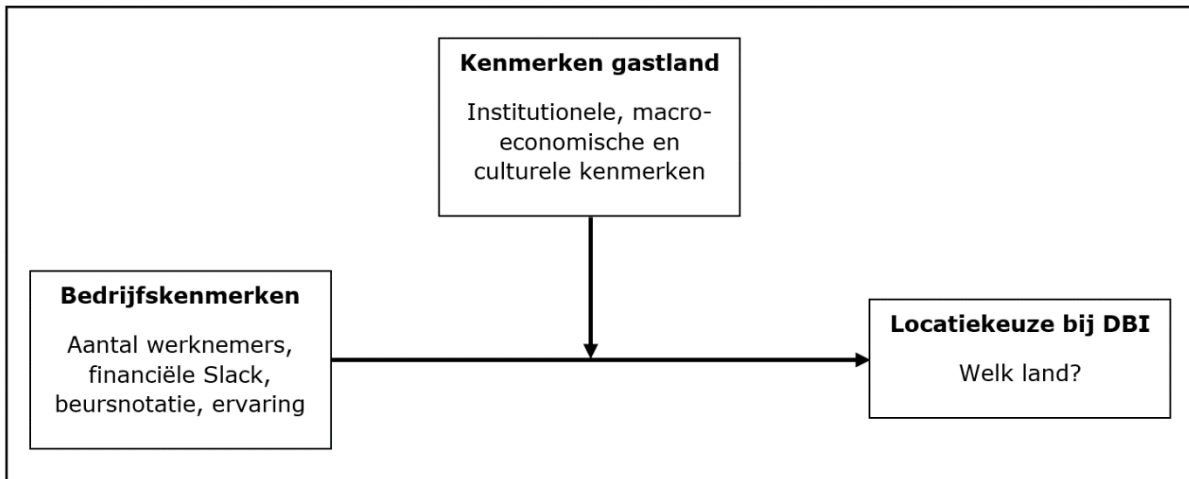 Kenmerken gastland
Institutionele, macro-
economische en
culturele kenmerken
Bedrijfskenmerken
Aantal werknemers,
financiële Slack,
beursnotatie, ervaring
Locatiekeuze bij DBI
Welk land?